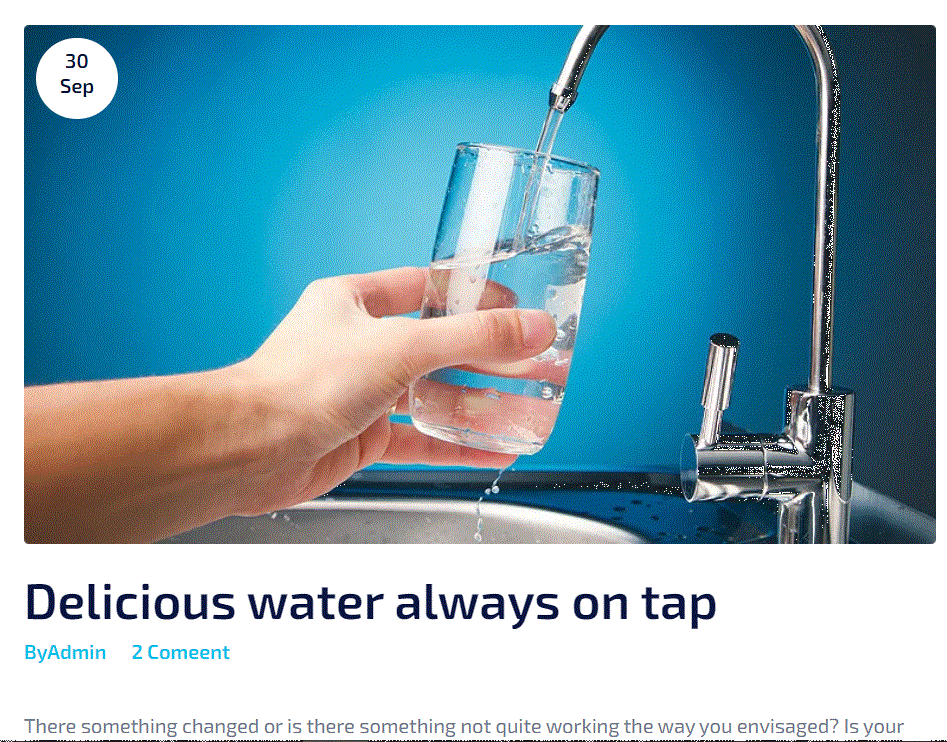 30
Sep
Delicious water always on tap
ByAdmin 2 Comeent
There something changed or is there something not quite working the way you envisaged? Is your